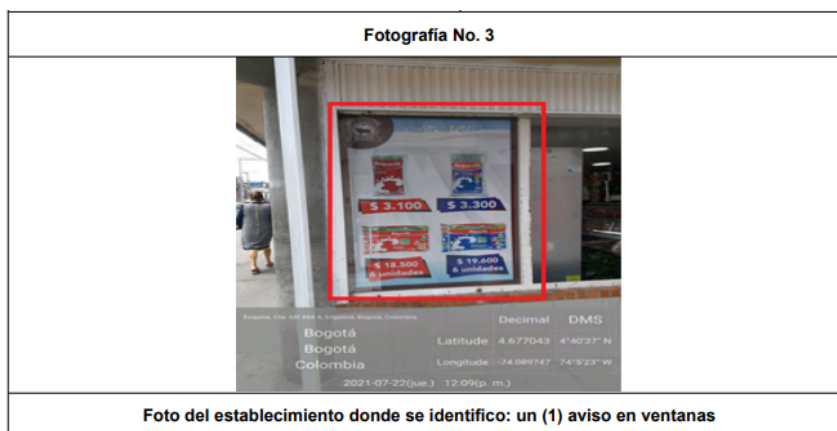 Fotografía No. 3
$ 3.100
$ 3.300
$ 18.500
6 unidades
$ 19.600
6 unidades
Bogotá, Colombia
Decimal DMS
Bogotá
Latitude 4.677043 4°40'37" N
Bogotá
Longitude -74.089747 74°5'23" W
Colombia
2021-07-22(jue.) 12:09(p. m.)
Foto del establecimiento donde se identifico: un (1) aviso en ventanas